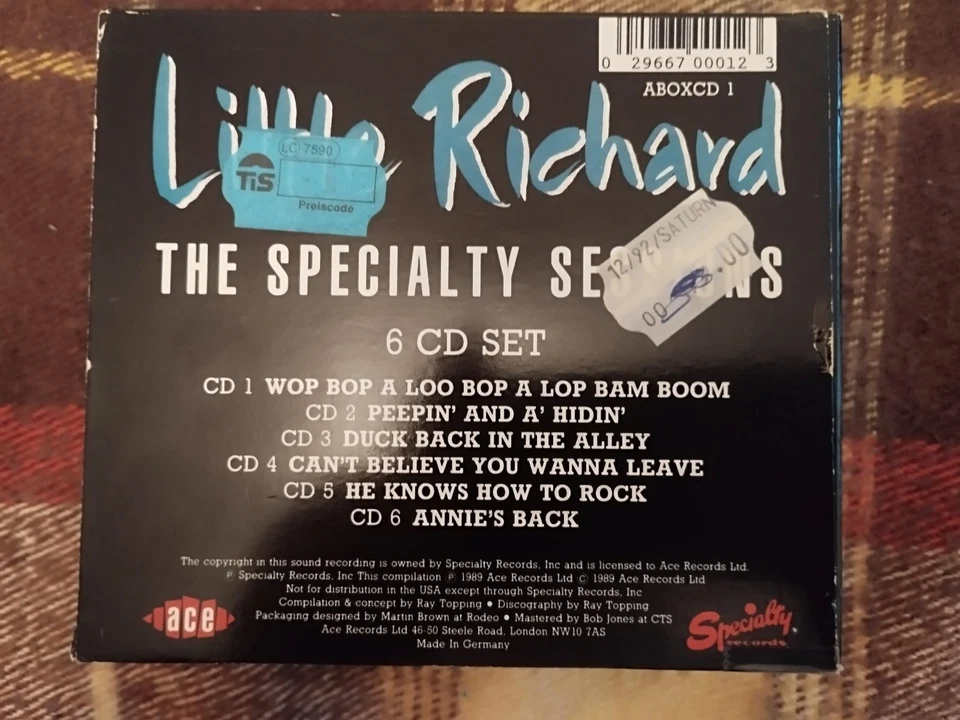 0 29667 00012 3
ABOXCD 1
Little Richard
LC 7590
TiS
Preiscode
THE SPECIALTY SESSIONS
12/92/SATURN
.00
00
6 CD SET
CD 1 WOP BOP A LOO BOP A LOP BAM BOOM
CD 2 PEEPIN' AND A' HIDIN'
CD 3 DUCK BACK IN THE ALLEY
CD 4 CAN'T BELIEVE YOU WANNA LEAVE
CD 5 HE KNOWS HOW TO ROCK
CD 6 ANNIE'S BACK
The copyright in this sound recording is owned by Specialty Records, Inc and is licensed to Ace Records Ltd.
Ⓟ Specialty Records, Inc This compilation Ⓟ 1989 Ace Records Ltd © 1989 Ace Records Ltd
Not for distribution in the USA except through Specialty Records, Inc
Compilation & concept by Ray Topping • Discography by Ray Topping
Packaging designed by Martin Brown at Rodeo • Mastered by Bob Jones at CTS
Ace Records Ltd 46-50 Steele Road, London NW10 7AS
Made In Germany
ace
Specialty
records